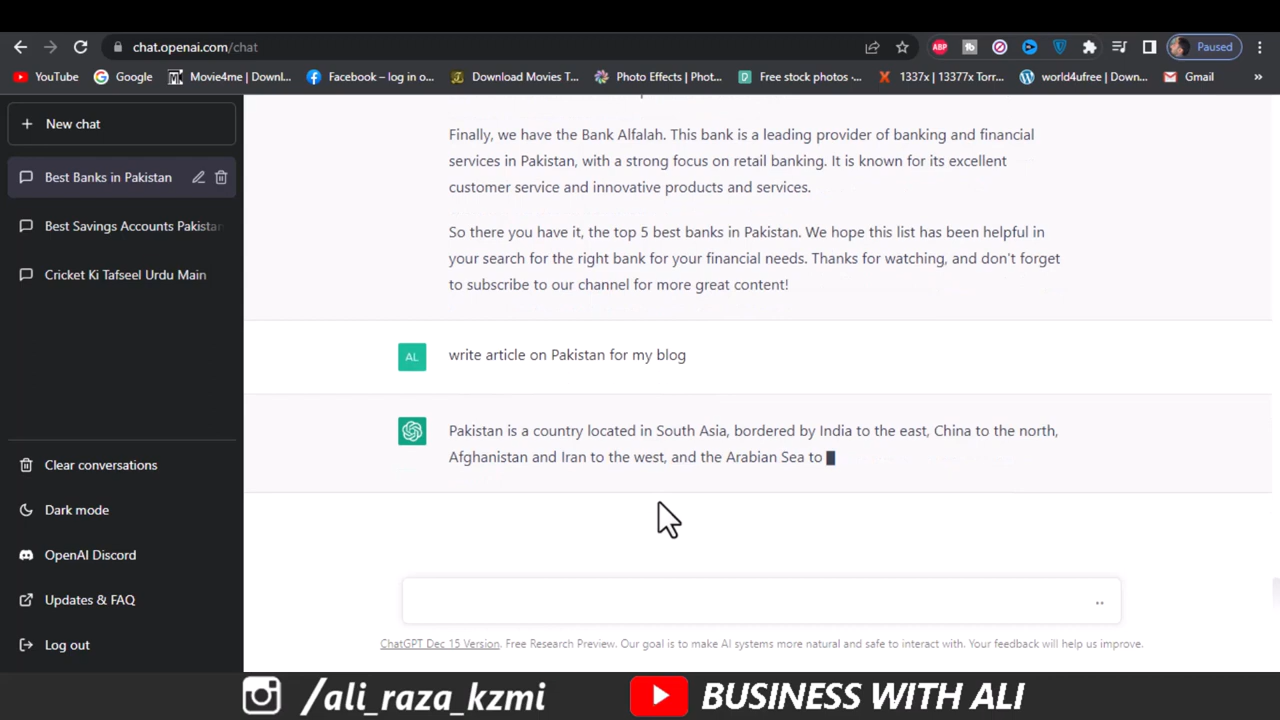 chat.openai.com/chat
ABP
Paused
YouTube
Google
Movie4me | Downl...
Facebook – log in o...
Download Movies T...
Photo Effects | Phot...
Free stock photos -...
1337x | 13377x Torr...
world4ufree | Down...
Gmail
»
+ New chat
Best Banks in Pakistan
Best Savings Accounts Pakistan
Cricket Ki Tafseel Urdu Main
Clear conversations
Dark mode
OpenAI Discord
Updates & FAQ
Log out
Finally, we have the Bank Alfalah. This bank is a leading provider of banking and financial
services in Pakistan, with a strong focus on retail banking. It is known for its excellent
customer service and innovative products and services.
So there you have it, the top 5 best banks in Pakistan. We hope this list has been helpful in
your search for the right bank for your financial needs. Thanks for watching, and don't forget
to subscribe to our channel for more great content!
AL
write article on Pakistan for my blog
Pakistan is a country located in South Asia, bordered by India to the east, China to the north,
Afghanistan and Iran to the west, and the Arabian Sea to
..
ChatGPT Dec 15 Version. Free Research Preview. Our goal is to make AI systems more natural and safe to interact with. Your feedback will help us improve.
/ali_raza_kzmi
BUSINESS WITH ALI